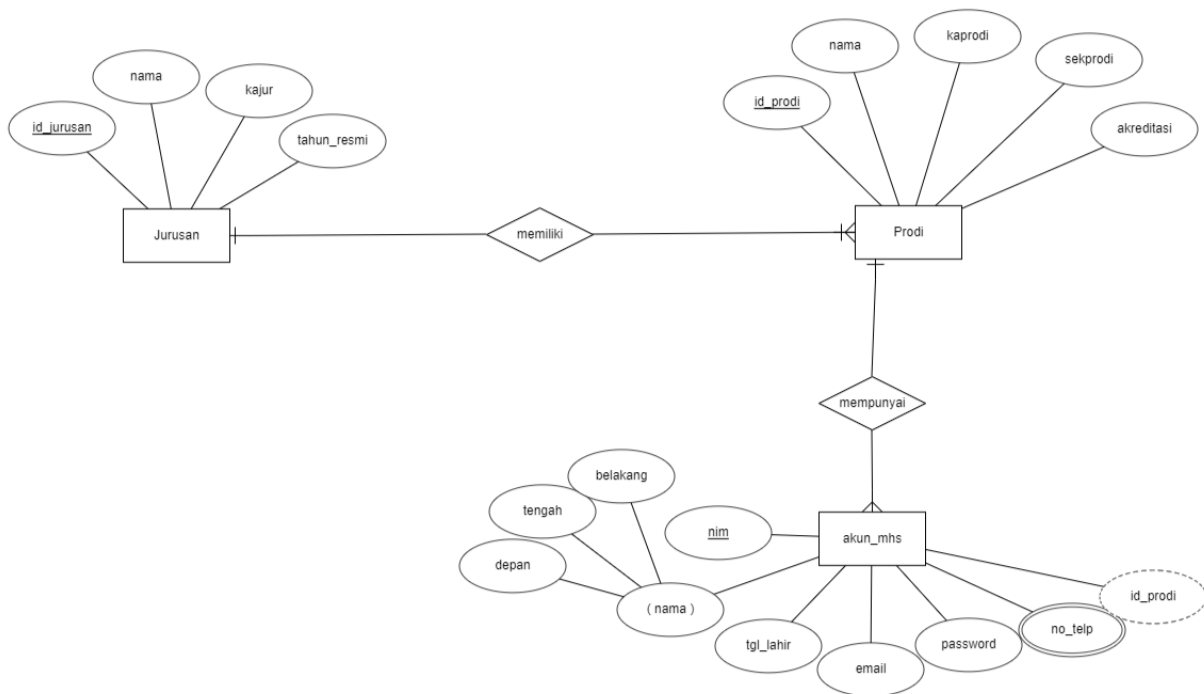 id_jurusan
nama
kajur
tahun_resmi
Jurusan
memiliki
id_prodi
nama
kaprodi
sekprodi
akreditasi
Prodi
mempunyai
akun_mhs
nim
belakang
tengah
depan
( nama )
tgl_lahir
email
password
no_telp
id_prodi